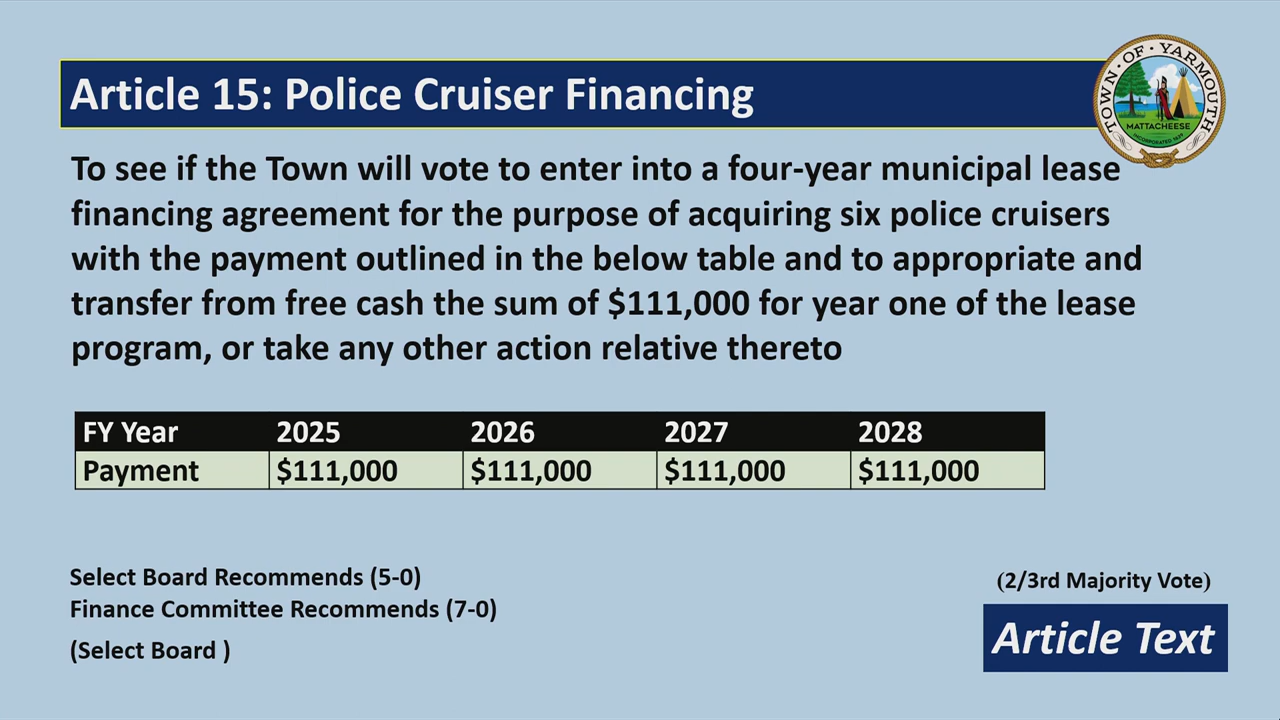 Article 15: Police Cruiser Financing
TOWN · OF · YARMOUTH
MATTACHEESE
INCORPORATED 1639
To see if the Town will vote to enter into a four-year municipal lease
financing agreement for the purpose of acquiring six police cruisers
with the payment outlined in the below table and to appropriate and
transfer from free cash the sum of $111,000 for year one of the lease
program, or take any other action relative thereto
FY Year 2025 2026 2027 2028
Payment $111,000 $111,000 $111,000 $111,000
Select Board Recommends (5-0)
Finance Committee Recommends (7-0)
(Select Board )
(2/3rd Majority Vote)
Article Text